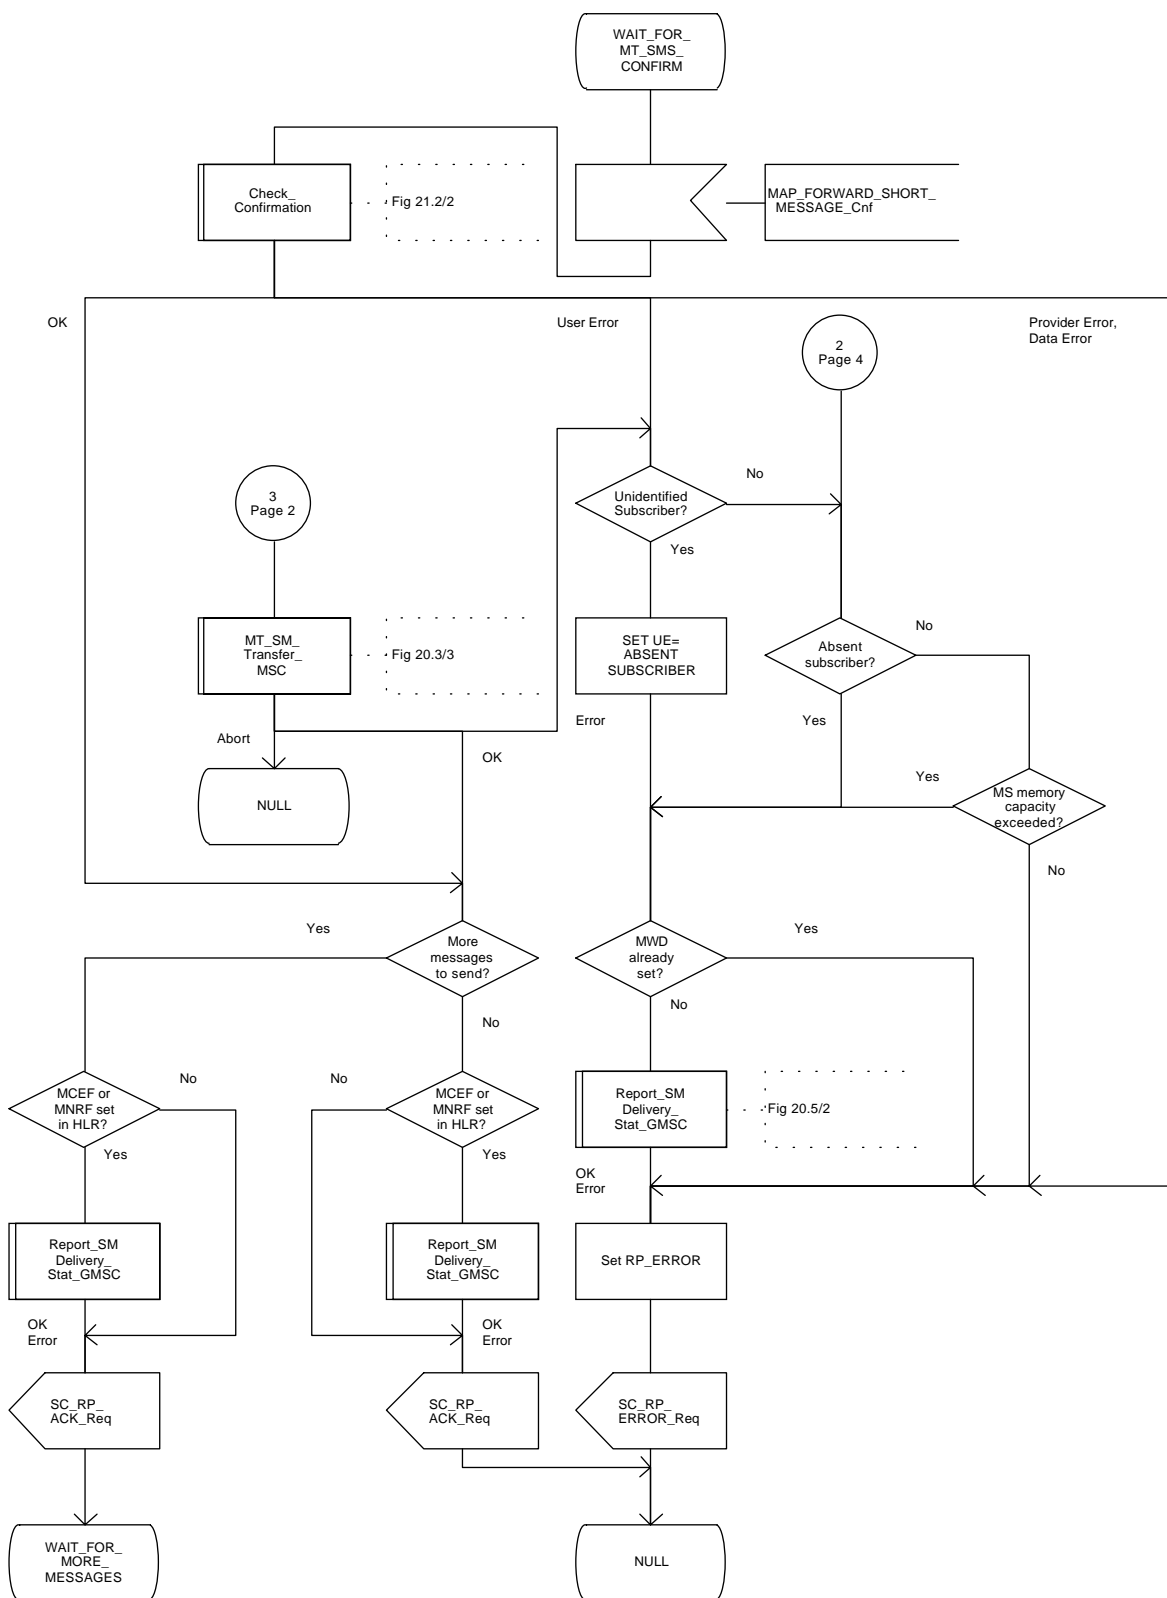 WAIT_FOR_
MT_SMS_
CONFIRM
Check_
Confirmation
Fig 21.2/2
MAP_FORWARD_SHORT_
MESSAGE_Cnf
OK
User Error
Provider Error,
Data Error
2
Page 4
3
Page 2
Unidentified
Subscriber?
No
Yes
MT_SM_
Transfer_
MSC
Fig 20.3/3
SET UE=
ABSENT
SUBSCRIBER
Absent
subscriber?
No
Yes
Error
Abort
OK
NULL
Yes
MS memory
capacity
exceeded?
No
Yes
More
messages
to send?
No
MWD
already
set?
Yes
No
MCEF or
MNRF set
in HLR?
No
Yes
No
MCEF or
MNRF set
in HLR?
Yes
Report_SM
Delivery_
Stat_GMSC
Fig 20.5/2
OK
Error
Report_SM
Delivery_
Stat_GMSC
Report_SM
Delivery_
Stat_GMSC
Set RP_ERROR
OK
Error
OK
Error
SC_RP_
ACK_Req
SC_RP_
ACK_Req
SC_RP_
ERROR_Req
WAIT_FOR_
MORE_
MESSAGES
NULL